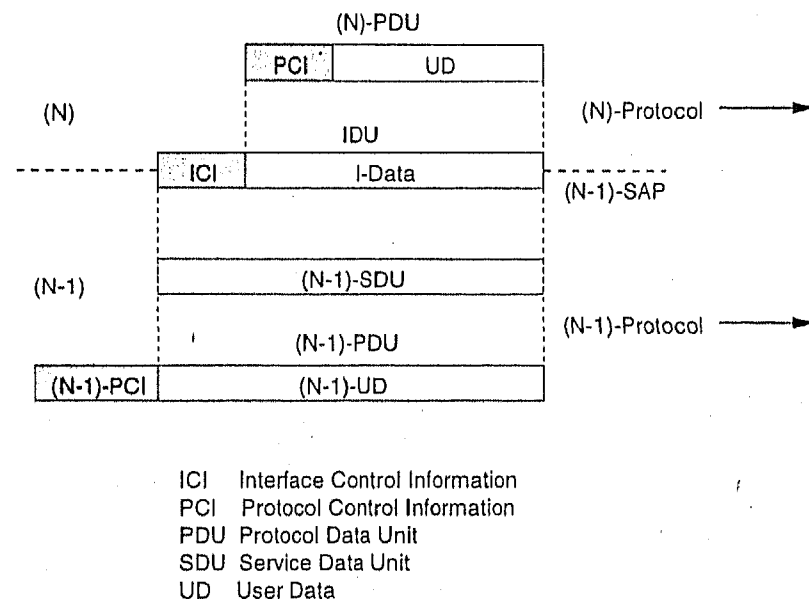 (N)-PDU
PCI UD
(N) (N)-Protocol
IDU
ICI I-Data
(N-1)-SAP
(N-1)-SDU
(N-1)
(N-1)-Protocol
(N-1)-PDU
(N-1)-PCI (N-1)-UD
ICI Interface Control Information
PCI Protocol Control Information
PDU Protocol Data Unit
SDU Service Data Unit
UD User Data